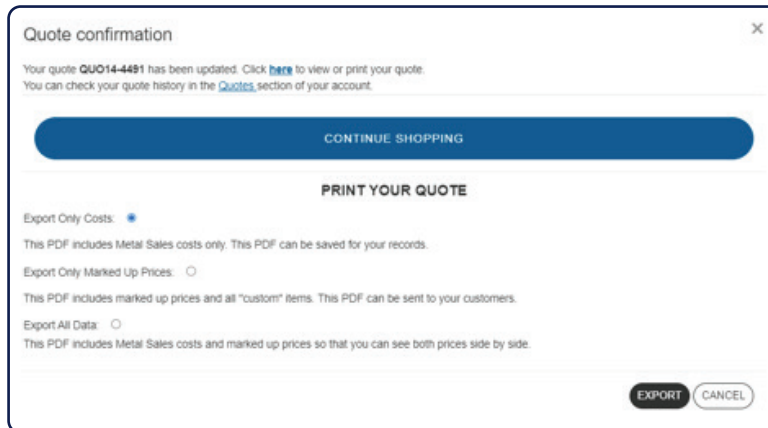 Quote confirmation
Your quote QUO14-4491 has been updated. Click here to view or print your quote.
You can check your quote history in the Quotes section of your account.
CONTINUE SHOPPING
PRINT YOUR QUOTE
Export Only Costs:
This PDF includes Metal Sales costs only. This PDF can be saved for your records.
Export Only Marked Up Prices:
This PDF includes marked up prices and all "custom" items. This PDF can be sent to your customers.
Export All Data:
This PDF includes Metal Sales costs and marked up prices so that you can see both prices side by side.
EXPORT CANCEL